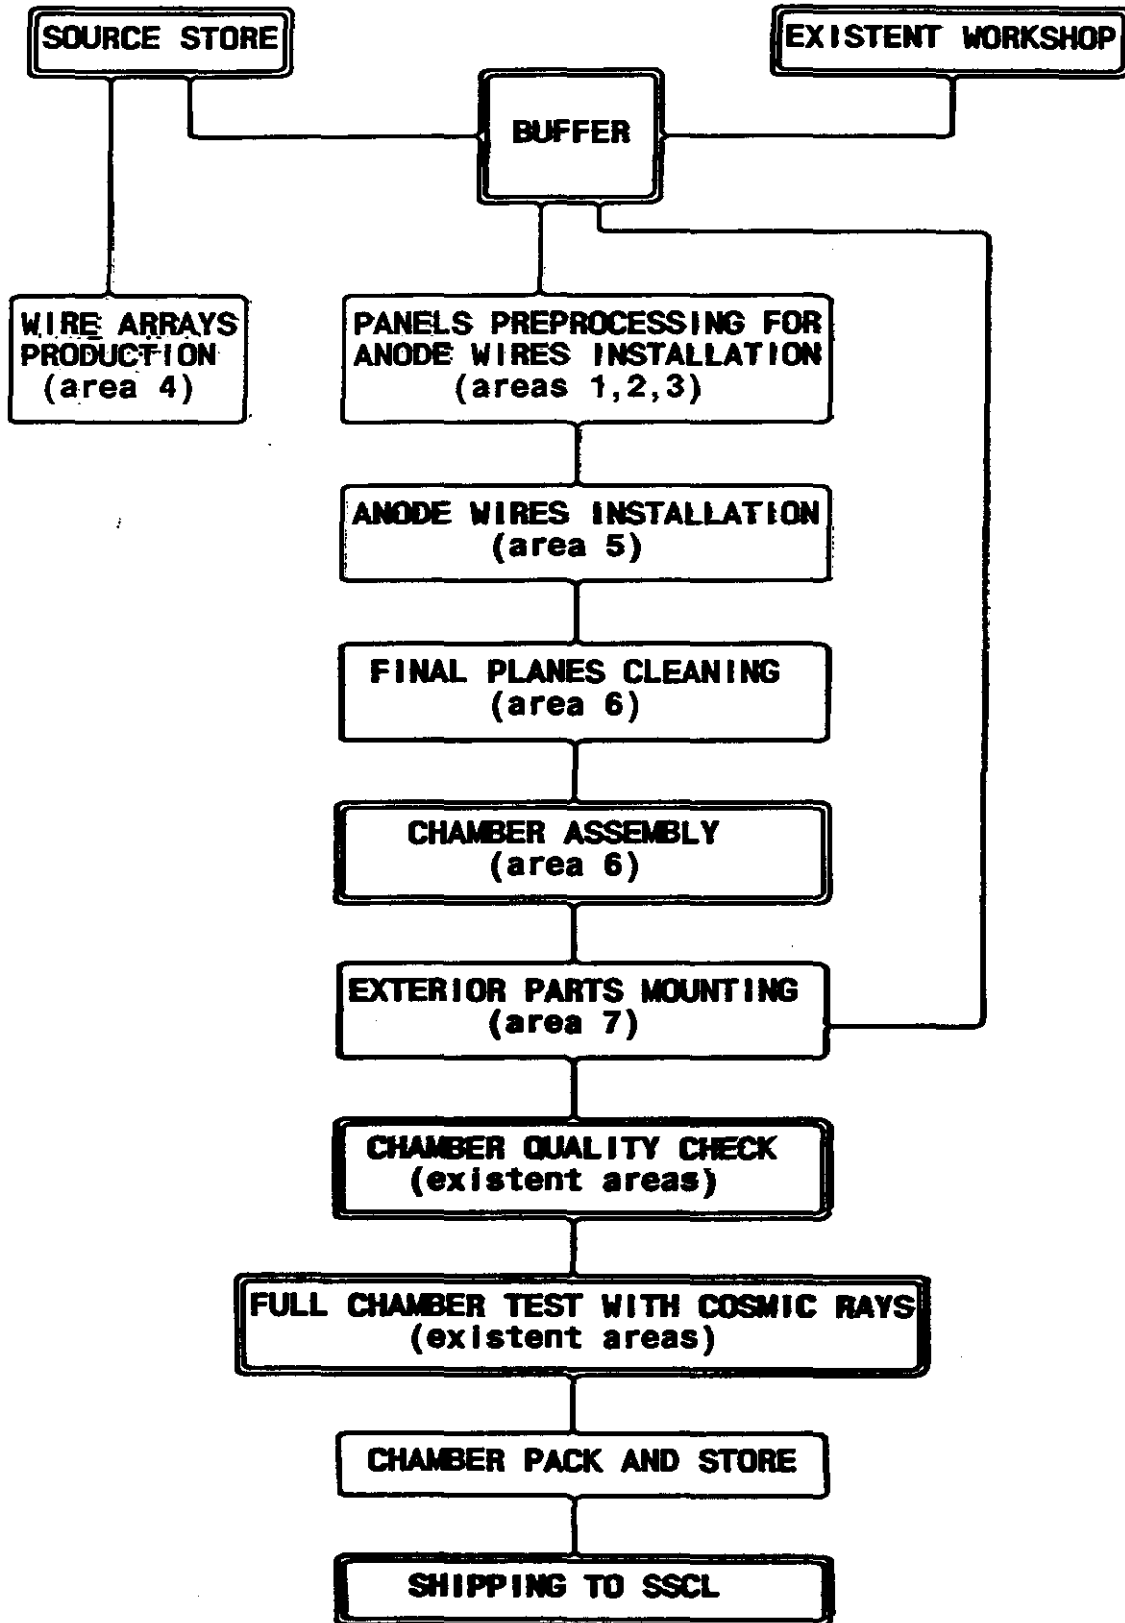 SOURCE STORE
EXISTENT WORKSHOP
BUFFER
WIRE ARRAYS
PRODUCTION
(area 4)
PANELS PREPROCESSING FOR
ANODE WIRES INSTALLATION
(areas 1,2,3)
ANODE WIRES INSTALLATION
(area 5)
FINAL PLANES CLEANING
(area 6)
CHAMBER ASSEMBLY
(area 6)
EXTERIOR PARTS MOUNTING
(area 7)
CHAMBER QUALITY CHECK
(existent areas)
FULL CHAMBER TEST WITH COSMIC RAYS
(existent areas)
CHAMBER PACK AND STORE
SHIPPING TO SSCL